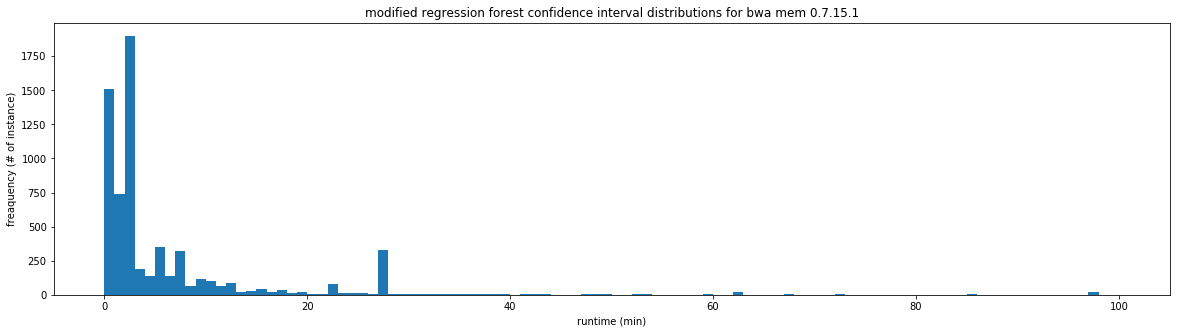 modified regression forest confidence interval distributions for bwa mem 0.7.15.1
freaquency (# of instance)
1750
1500
1250
1000
750
500
250
0
0 20 40 60 80 100
runtime (min)